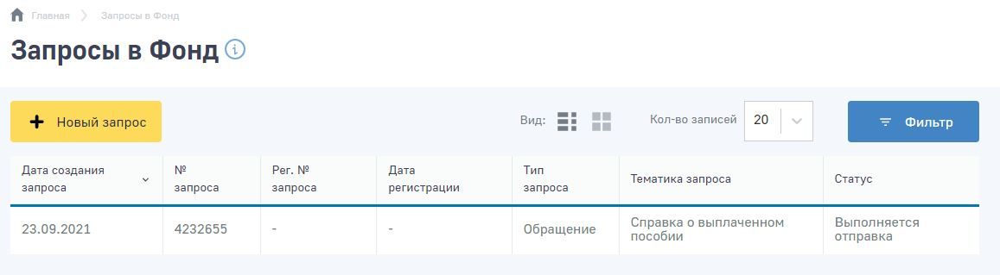 Главная Запросы в Фонд
Запросы в Фонд i
Новый запрос Вид: Кол-во записей 20 Фильтр
Дата создания запроса № запроса Рег. № запроса Дата регистрации Тип запроса Тематика запроса Статус
23.09.2021 4232655 - - Обращение Справка о выплаченном пособии Выполняется отправка